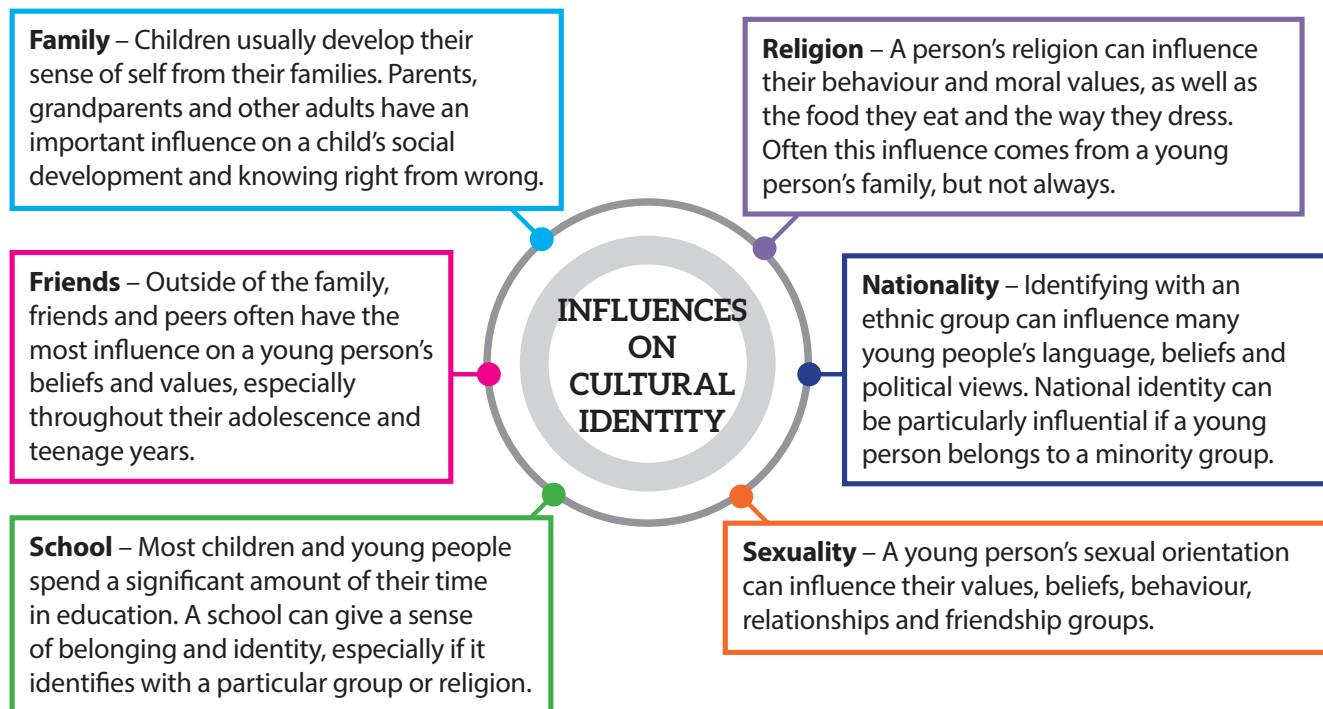 Family – Children usually develop their
sense of self from their families. Parents,
grandparents and other adults have an
important influence on a child’s social
development and knowing right from wrong.
Friends – Outside of the family,
friends and peers often have the
most influence on a young person’s
beliefs and values, especially
throughout their adolescence and
teenage years.
School – Most children and young people
spend a significant amount of their time
in education. A school can give a sense
of belonging and identity, especially if it
identifies with a particular group or religion.
INFLUENCES
ON
CULTURAL
IDENTITY
Religion – A person’s religion can influence
their behaviour and moral values, as well as
the food they eat and the way they dress.
Often this influence comes from a young
person’s family, but not always.
Nationality – Identifying with an
ethnic group can influence many
young people’s language, beliefs and
political views. National identity can
be particularly influential if a young
person belongs to a minority group.
Sexuality – A young person’s sexual orientation
can influence their values, beliefs, behaviour,
relationships and friendship groups.